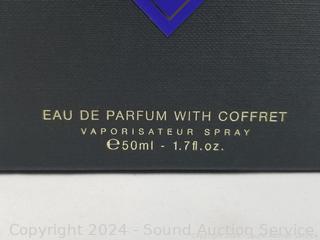 EAU DE PARFUM WITH COFFRET
VAPORISATEUR SPRAY
℮50ml - 1.7fl.oz.
Copyright 2024 - Sound Auction Service